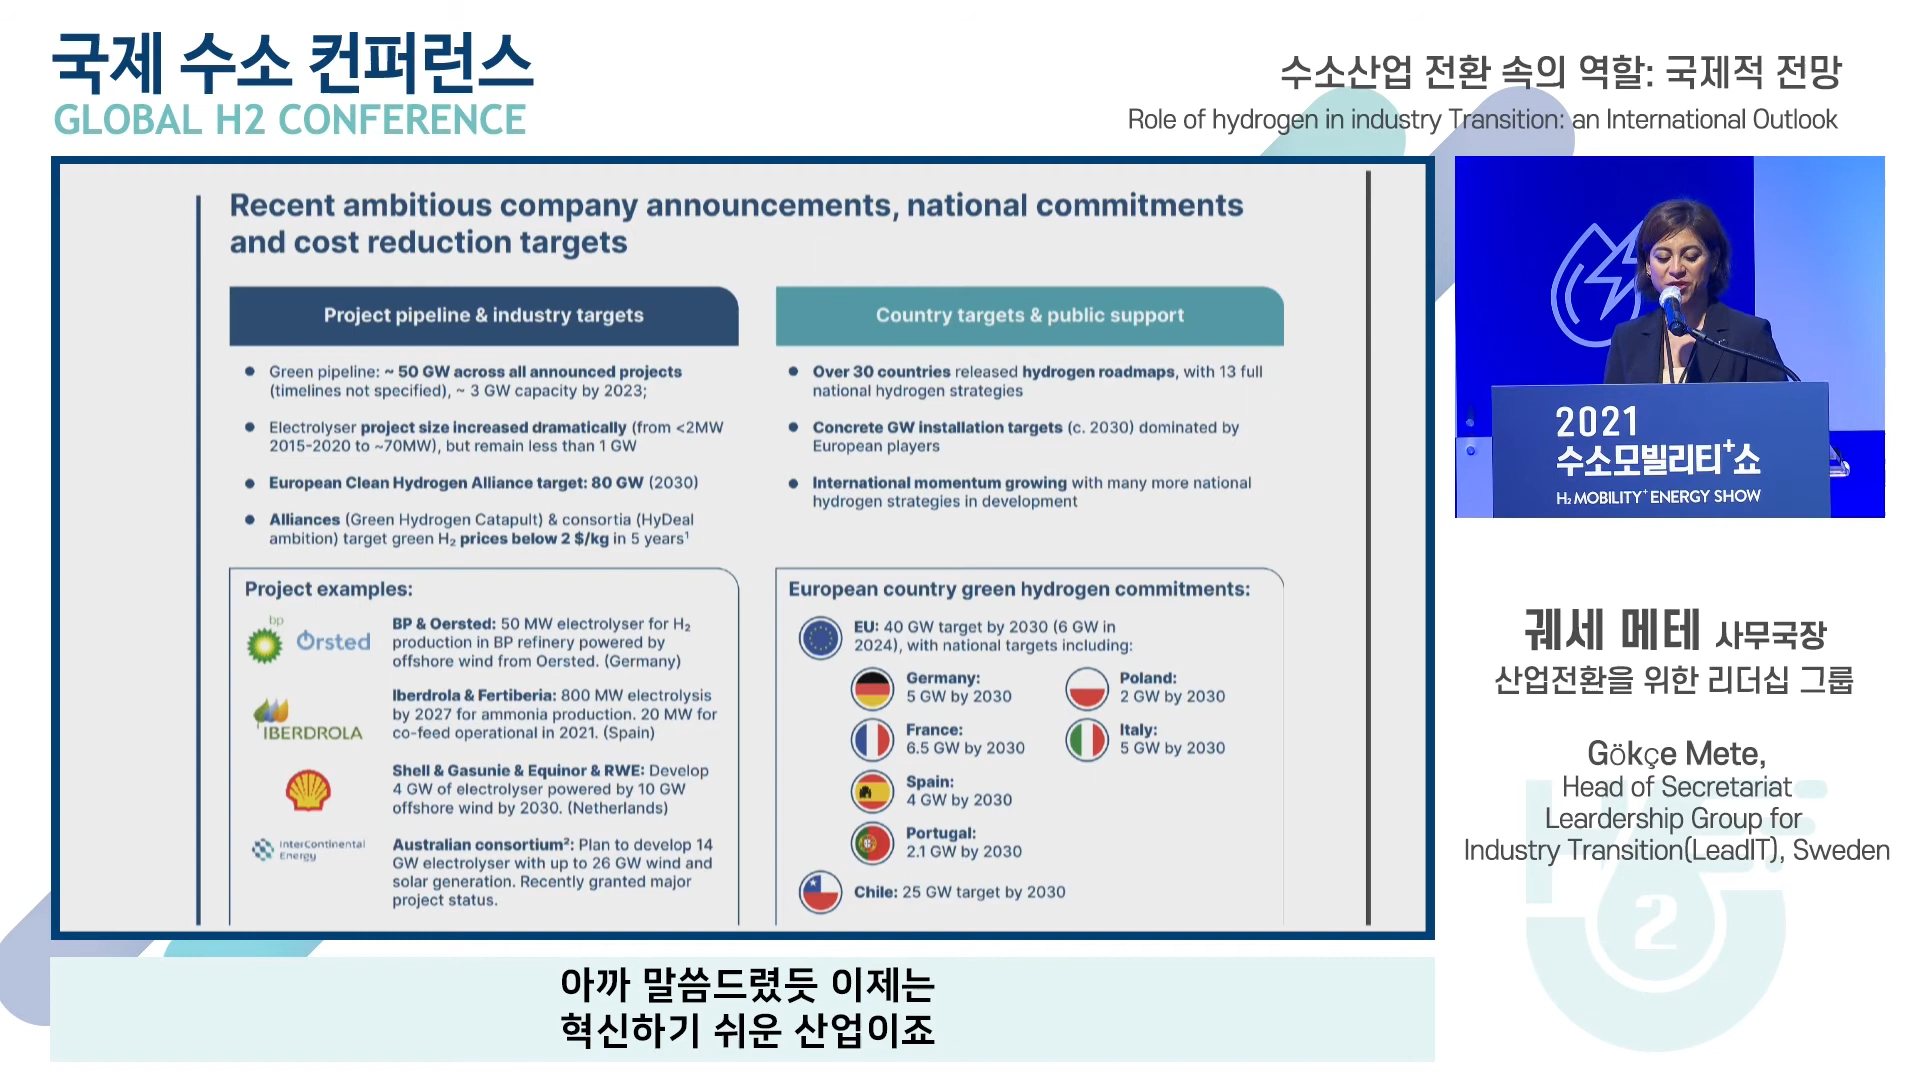 국제 수소 컨퍼런스
GLOBAL H2 CONFERENCE
수소산업 전환 속의 역할: 국제적 전망
Role of hydrogen in industry Transition: an International Outlook
Recent ambitious company announcements, national commitments
and cost reduction targets
Project pipeline & industry targets
Green pipeline: ~ 50 GW across all announced projects
(timelines not specified), ~ 3 GW capacity by 2023;
Electrolyser project size increased dramatically (from <2MW
2015-2020 to ~70MW), but remain less than 1 GW
European Clean Hydrogen Alliance target: 80 GW (2030)
Alliances (Green Hydrogen Catapult) & consortia (HyDeal
ambition) target green H₂ prices below 2 $/kg in 5 years¹
Project examples:
bp
Orsted
BP & Oersted: 50 MW electrolyser for H₂
production in BP refinery powered by
offshore wind from Oersted. (Germany)
IBERDROLA
Iberdrola & Fertiberia: 800 MW electrolysis
by 2027 for ammonia production. 20 MW for
co-feed operational in 2021. (Spain)
Shell & Gasunie & Equinor & RWE: Develop
4 GW of electrolyser powered by 10 GW
offshore wind by 2030. (Netherlands)
InterContinental
Energy
Australian consortium²: Plan to develop 14
GW electrolyser with up to 26 GW wind and
solar generation. Recently granted major
project status.
Country targets & public support
Over 30 countries released hydrogen roadmaps, with 13 full
national hydrogen strategies
Concrete GW installation targets (c. 2030) dominated by
European players
International momentum growing with many more national
hydrogen strategies in development
European country green hydrogen commitments:
EU: 40 GW target by 2030 (6 GW in
2024), with national targets including:
Germany:
5 GW by 2030
Poland:
2 GW by 2030
France:
6.5 GW by 2030
Italy:
5 GW by 2030
Spain:
4 GW by 2030
Portugal:
2.1 GW by 2030
Chile: 25 GW target by 2030
2021
수소모빌리티+쇼
H₂ MOBILITY+ ENERGY SHOW
궤세 메테 사무국장
산업전환을 위한 리더십 그룹
Gökçe Mete,
Head of Secretariat
Leardership Group for
Industry Transition(LeadIT), Sweden
2
아까 말씀드렸듯 이제는
혁신하기 쉬운 산업이죠